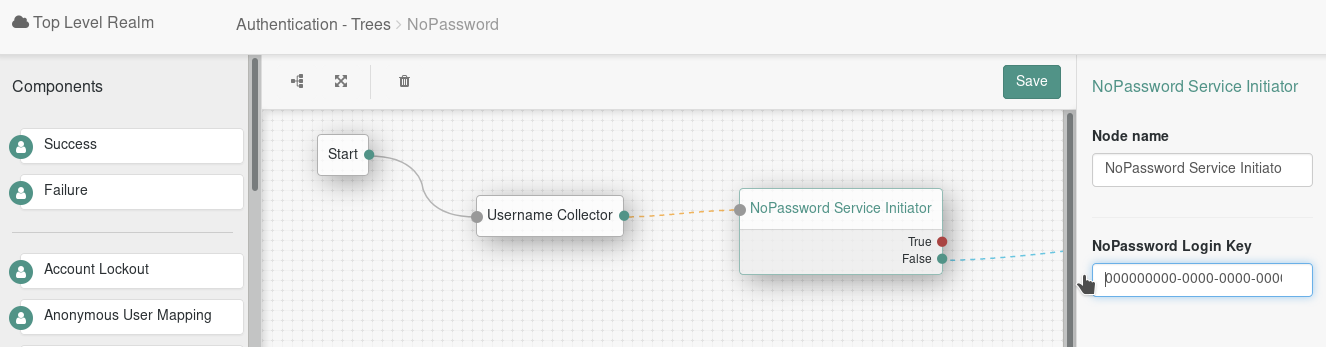 Top Level Realm
Authentication - Trees > NoPassword
Components
Success
Failure
Account Lockout
Anonymous User Mapping
Save
Start
Username Collector
NoPassword Service Initiator
True
False
NoPassword Service Initiator
Node name
NoPassword Service Initiato
NoPassword Login Key
000000000-0000-0000-000(